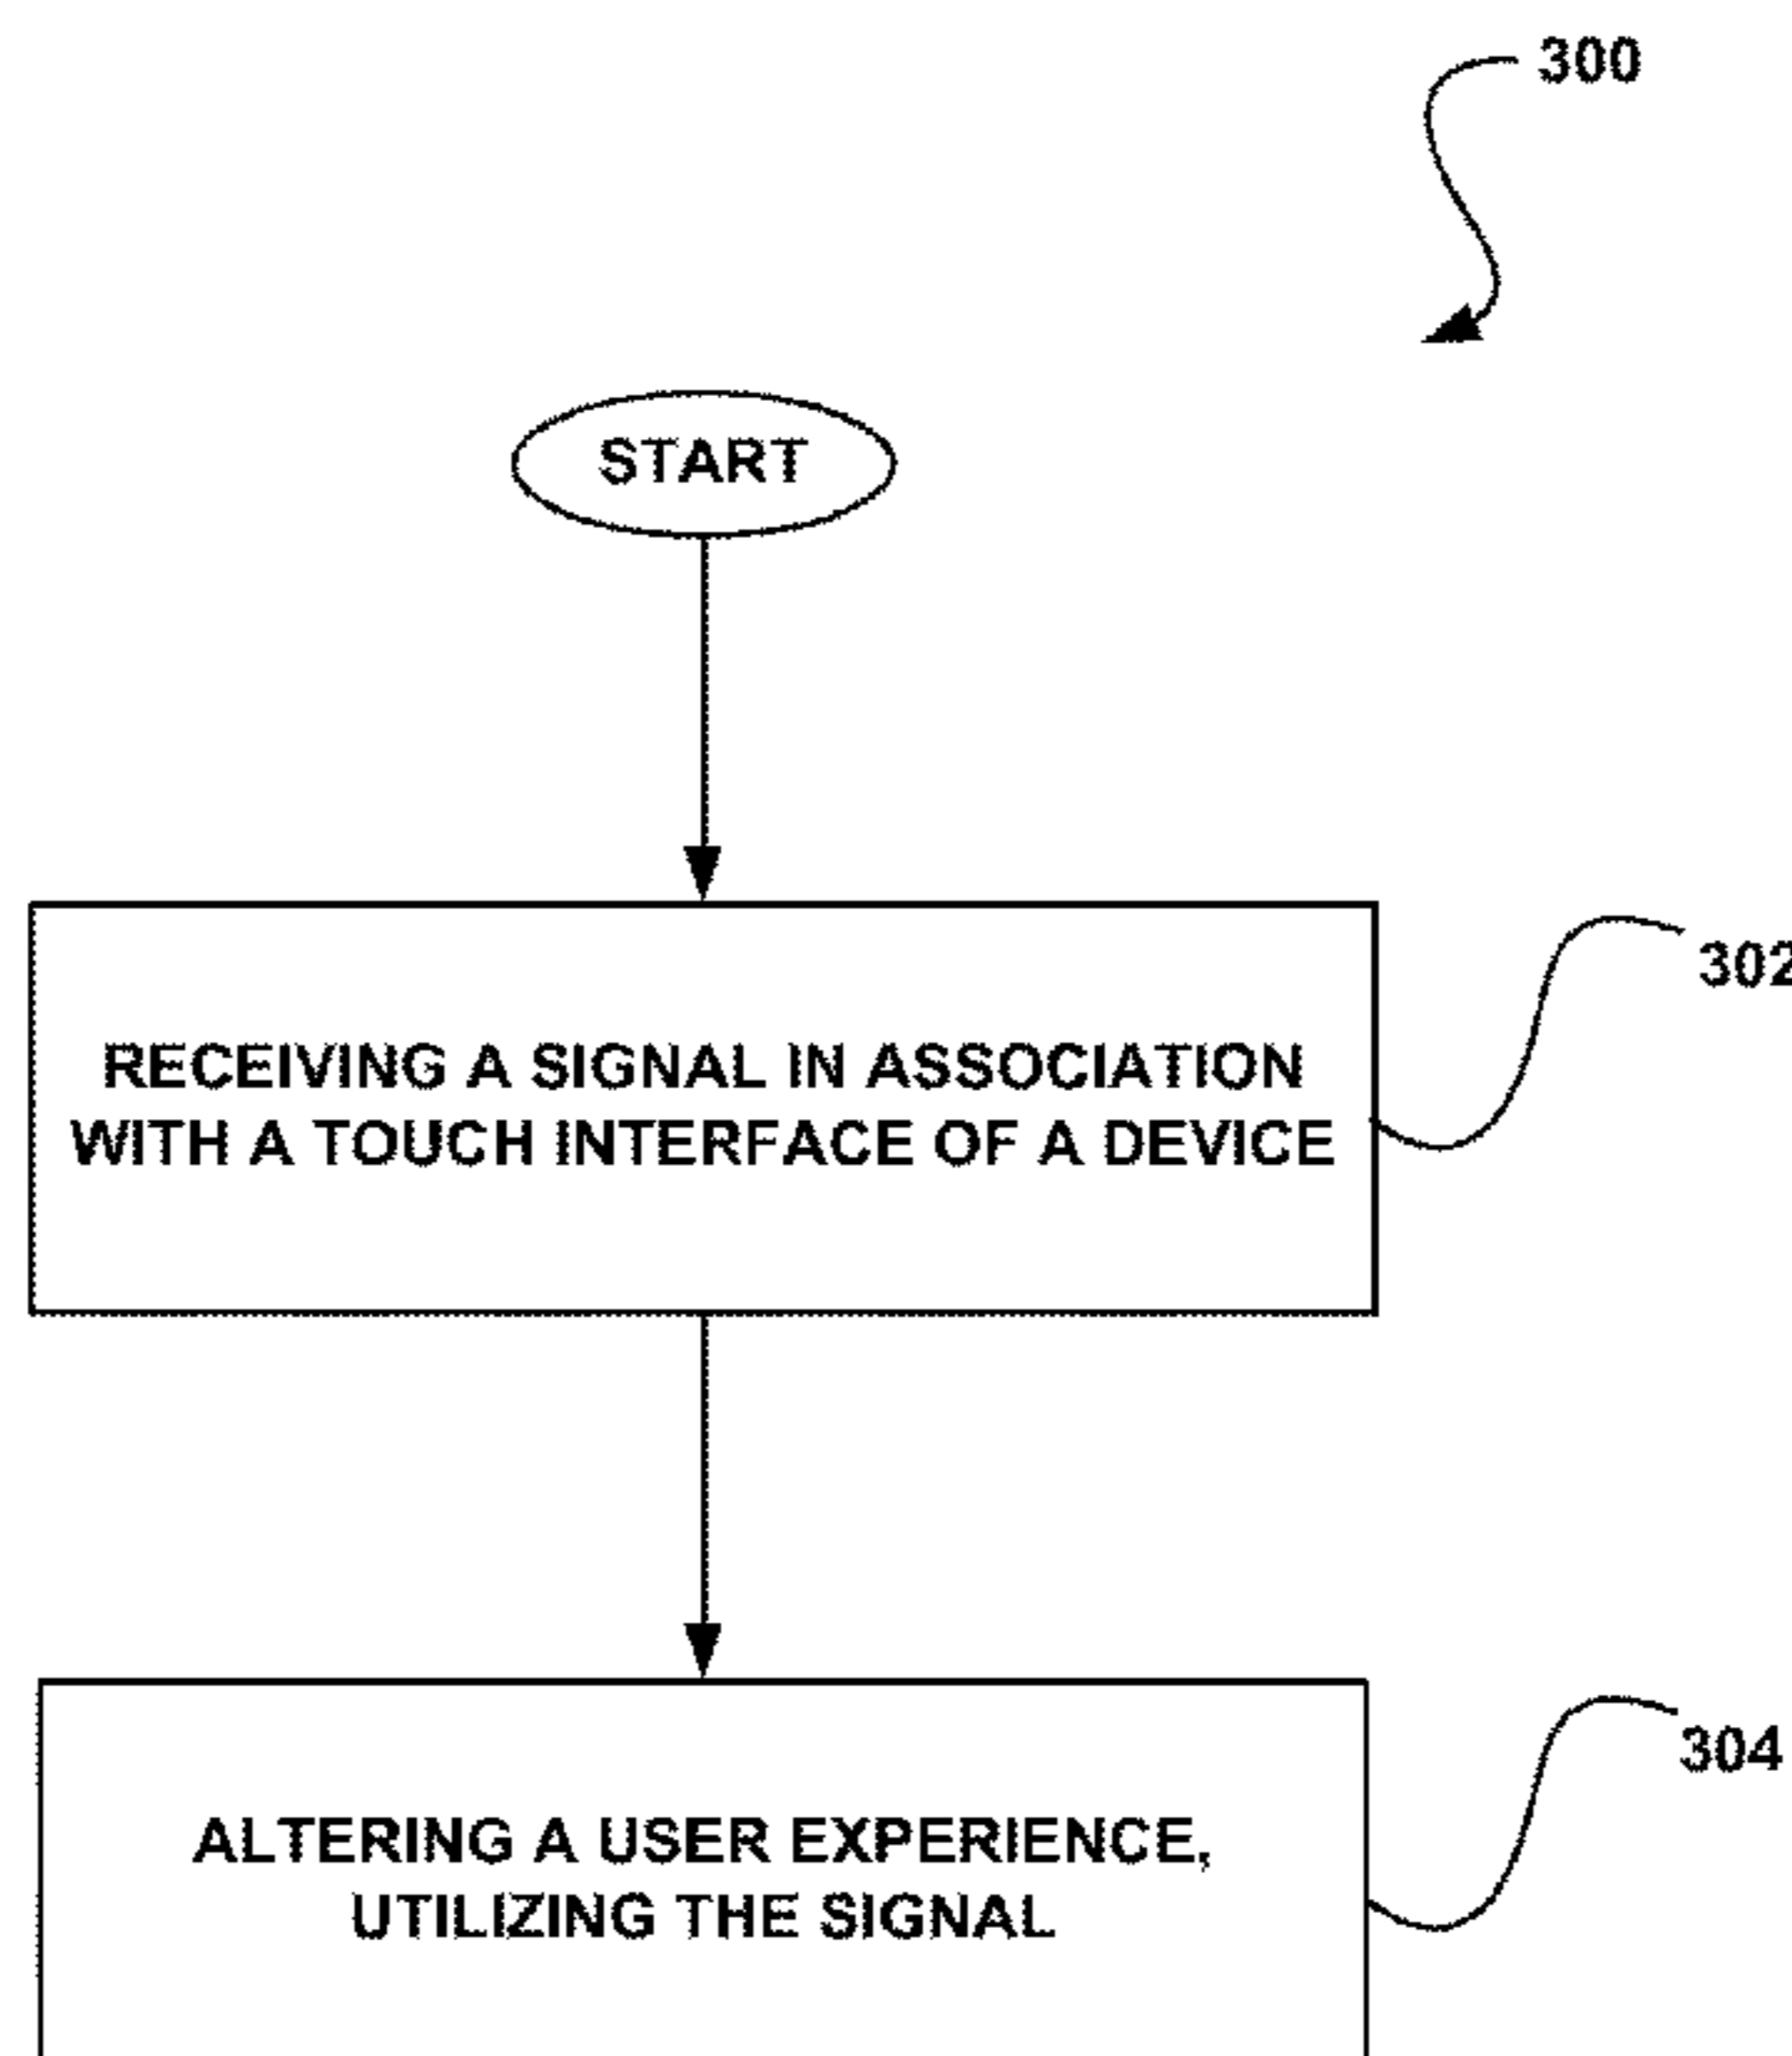 300
START
302
RECEIVING A SIGNAL IN ASSOCIATION
WITH A TOUCH INTERFACE OF A DEVICE
304
ALTERING A USER EXPERIENCE,
UTILIZING THE SIGNAL